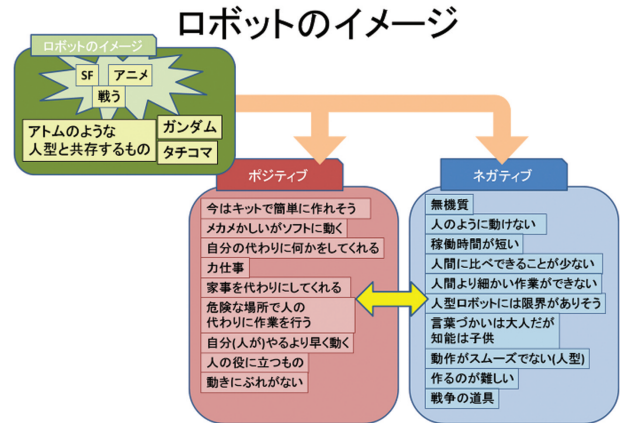 ロボットのイメージ
ロボットのイメージ
SF
アニメ
戦う
アトムのような
人型と共存するもの
ガンダム
タチコマ
ポジティブ
今はキットで簡単に作れそう
メカメカしいがソフトに動く
自分の代わりに何かをしてくれる
力仕事
家事を代わりにしてくれる
危険な場所で人の
代わりに作業を行う
自分(人が)やるより早く動く
人の役に立つもの
動きにぶれがない
ネガティブ
無機質
人のように動けない
稼働時間が短い
人間に比べできることが少ない
人間より細かい作業ができない
人型ロボットには限界がありそう
言葉づかいは大人だが
知能は子供
動作がスムーズでない(人型)
作るのが難しい
戦争の道具